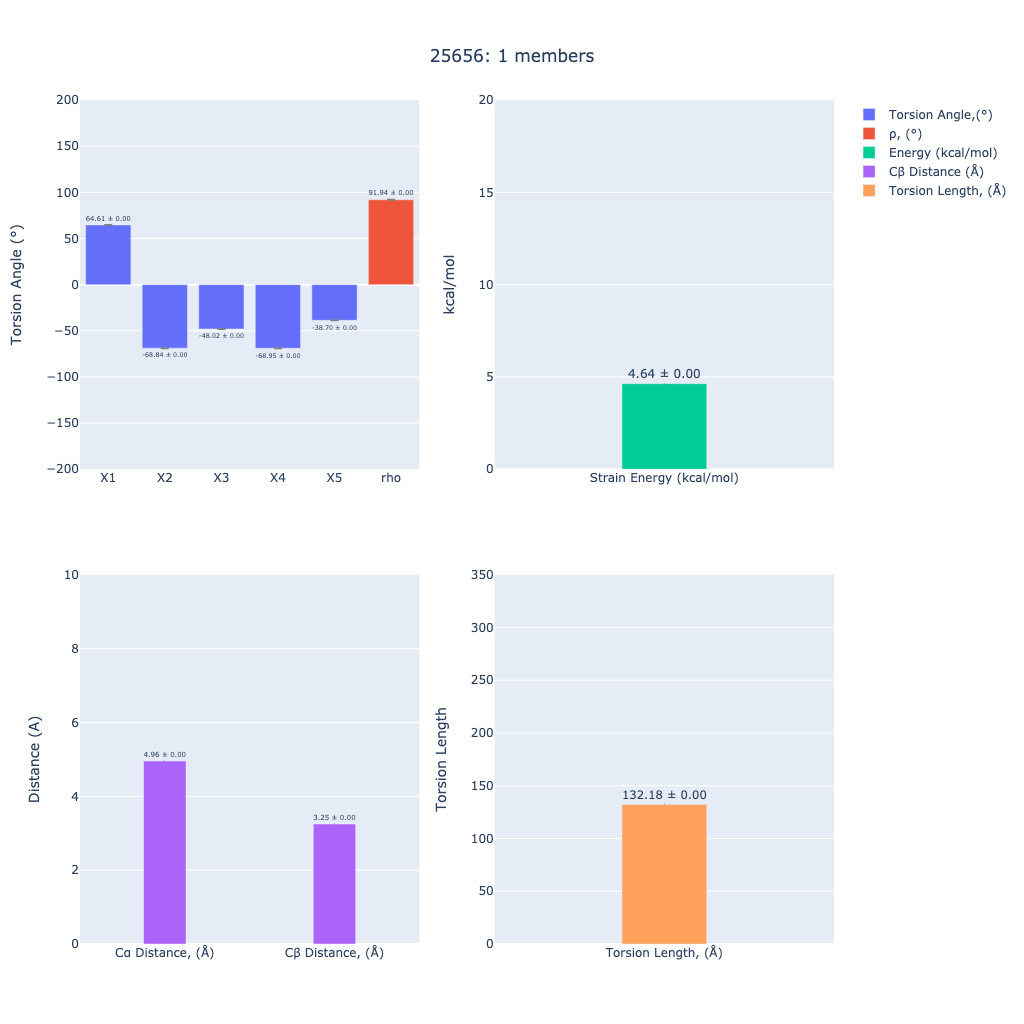 25656: 1 members
Torsion Angle (°)
200
150
100
50
0
−50
−100
−150
−200
64.61 ± 0.00
-68.84 ± 0.00
-48.02 ± 0.00
-68.95 ± 0.00
-38.70 ± 0.00
91.94 ± 0.00
X1 X2 X3 X4 X5 rho
kcal/mol
20
15
10
5
0
4.64 ± 0.00
Strain Energy (kcal/mol)
Torsion Angle,(°)
ρ, (°)
Energy (kcal/mol)
Cβ Distance (Å)
Torsion Length, (Å)
Distance (A)
10
8
6
4
2
0
4.96 ± 0.00
3.25 ± 0.00
Cα Distance, (Å) Cβ Distance, (Å)
Torsion Length
350
300
250
200
150
100
50
0
132.18 ± 0.00
Torsion Length, (Å)